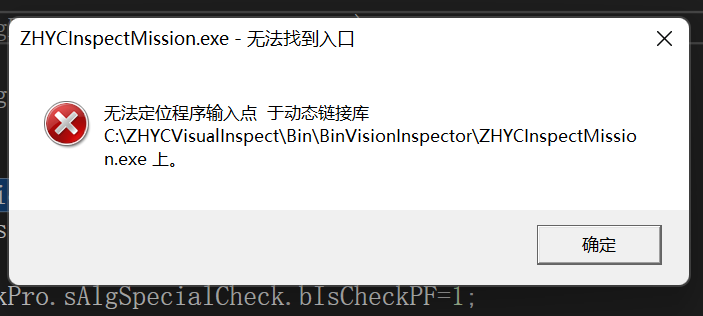 ZHYCInspectMission.exe - 无法找到入口
无法定位程序输入点 于动态链接库
C:\ZHYCVisualInspect\Bin\BinVisionInspector\ZHYCInspectMissio
n.exe 上。
确定
kPro.sAlgSpecialCheck.bIsCheckPF=1;